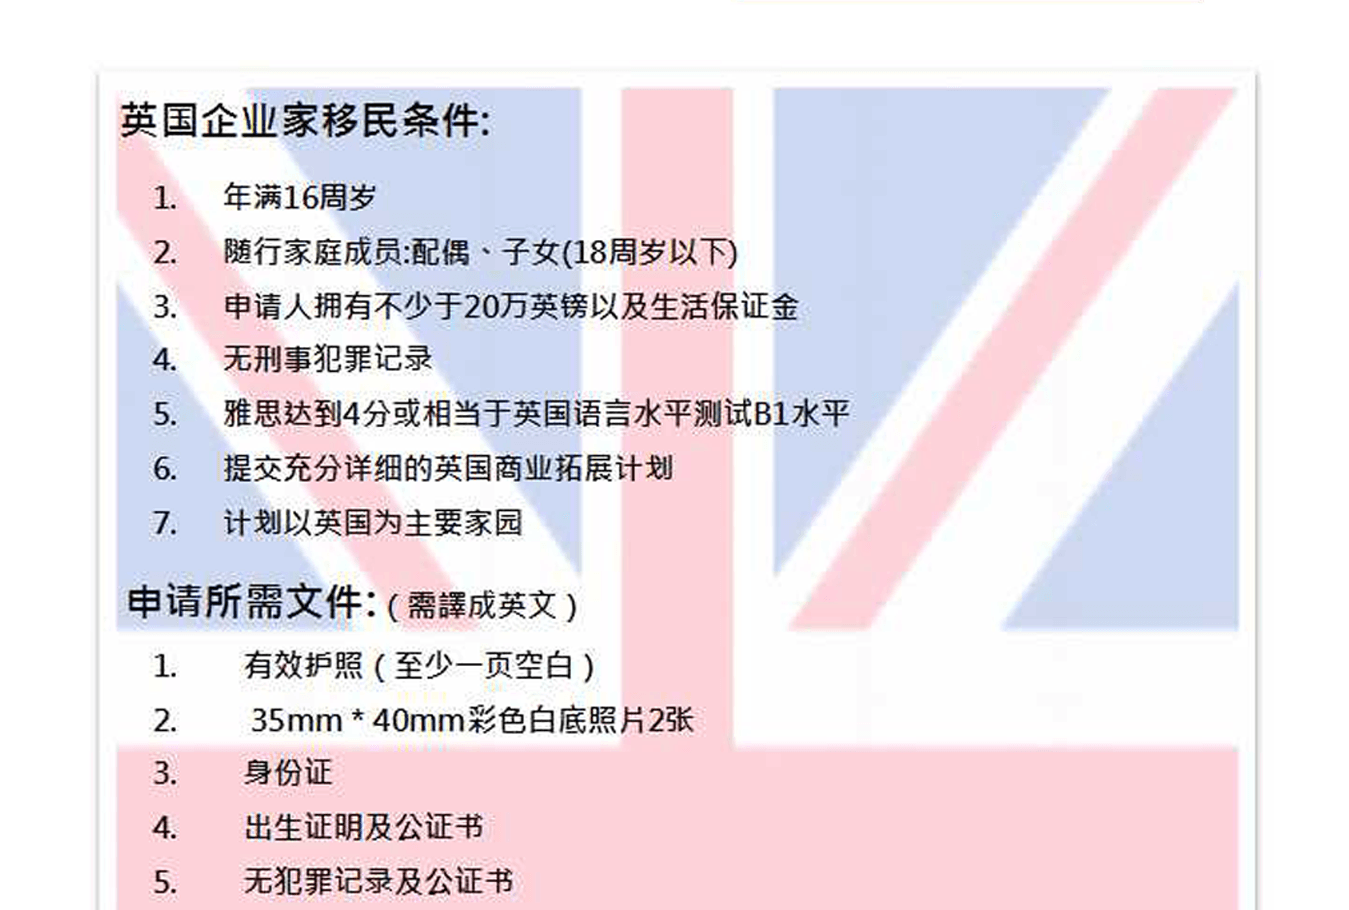 英国企业家移民条件:
1. 年满16周岁
2. 随行家庭成员:配偶、子女(18周岁以下)
3. 申请人拥有不少于20万英镑以及生活保证金
4. 无刑事犯罪记录
5. 雅思达到4分或相当于英国语言水平测试B1水平
6. 提交充分详细的英国商业拓展计划
7. 计划以英国为主要家园
申请所需文件: ( 需譯成英文 )
1. 有效护照 ( 至少一页空白 )
2. 35mm * 40mm彩色白底照片2张
3. 身份证
4. 出生证明及公证书
5. 无犯罪记录及公证书